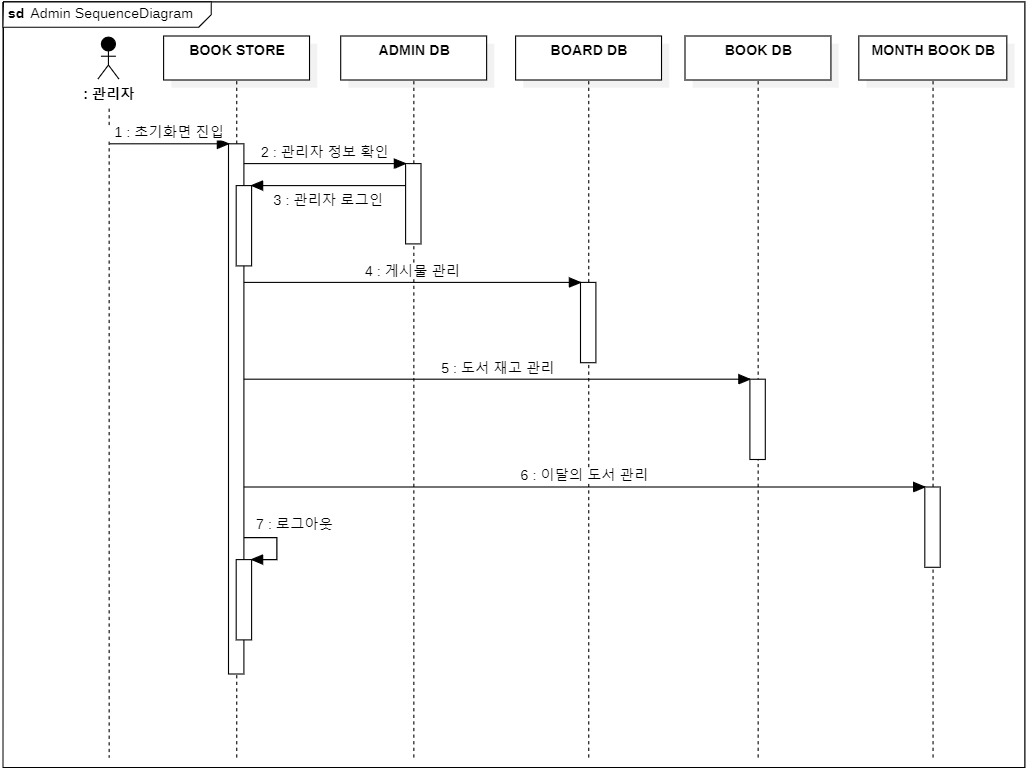 sd Admin SequenceDiagram
BOOK STORE
ADMIN DB
BOARD DB
BOOK DB
MONTH BOOK DB
: 관리자
1 : 초기화면 진입
2 : 관리자 정보 확인
3 : 관리자 로그인
4 : 게시물 관리
5 : 도서 재고 관리
6 : 이달의 도서 관리
7 : 로그아웃